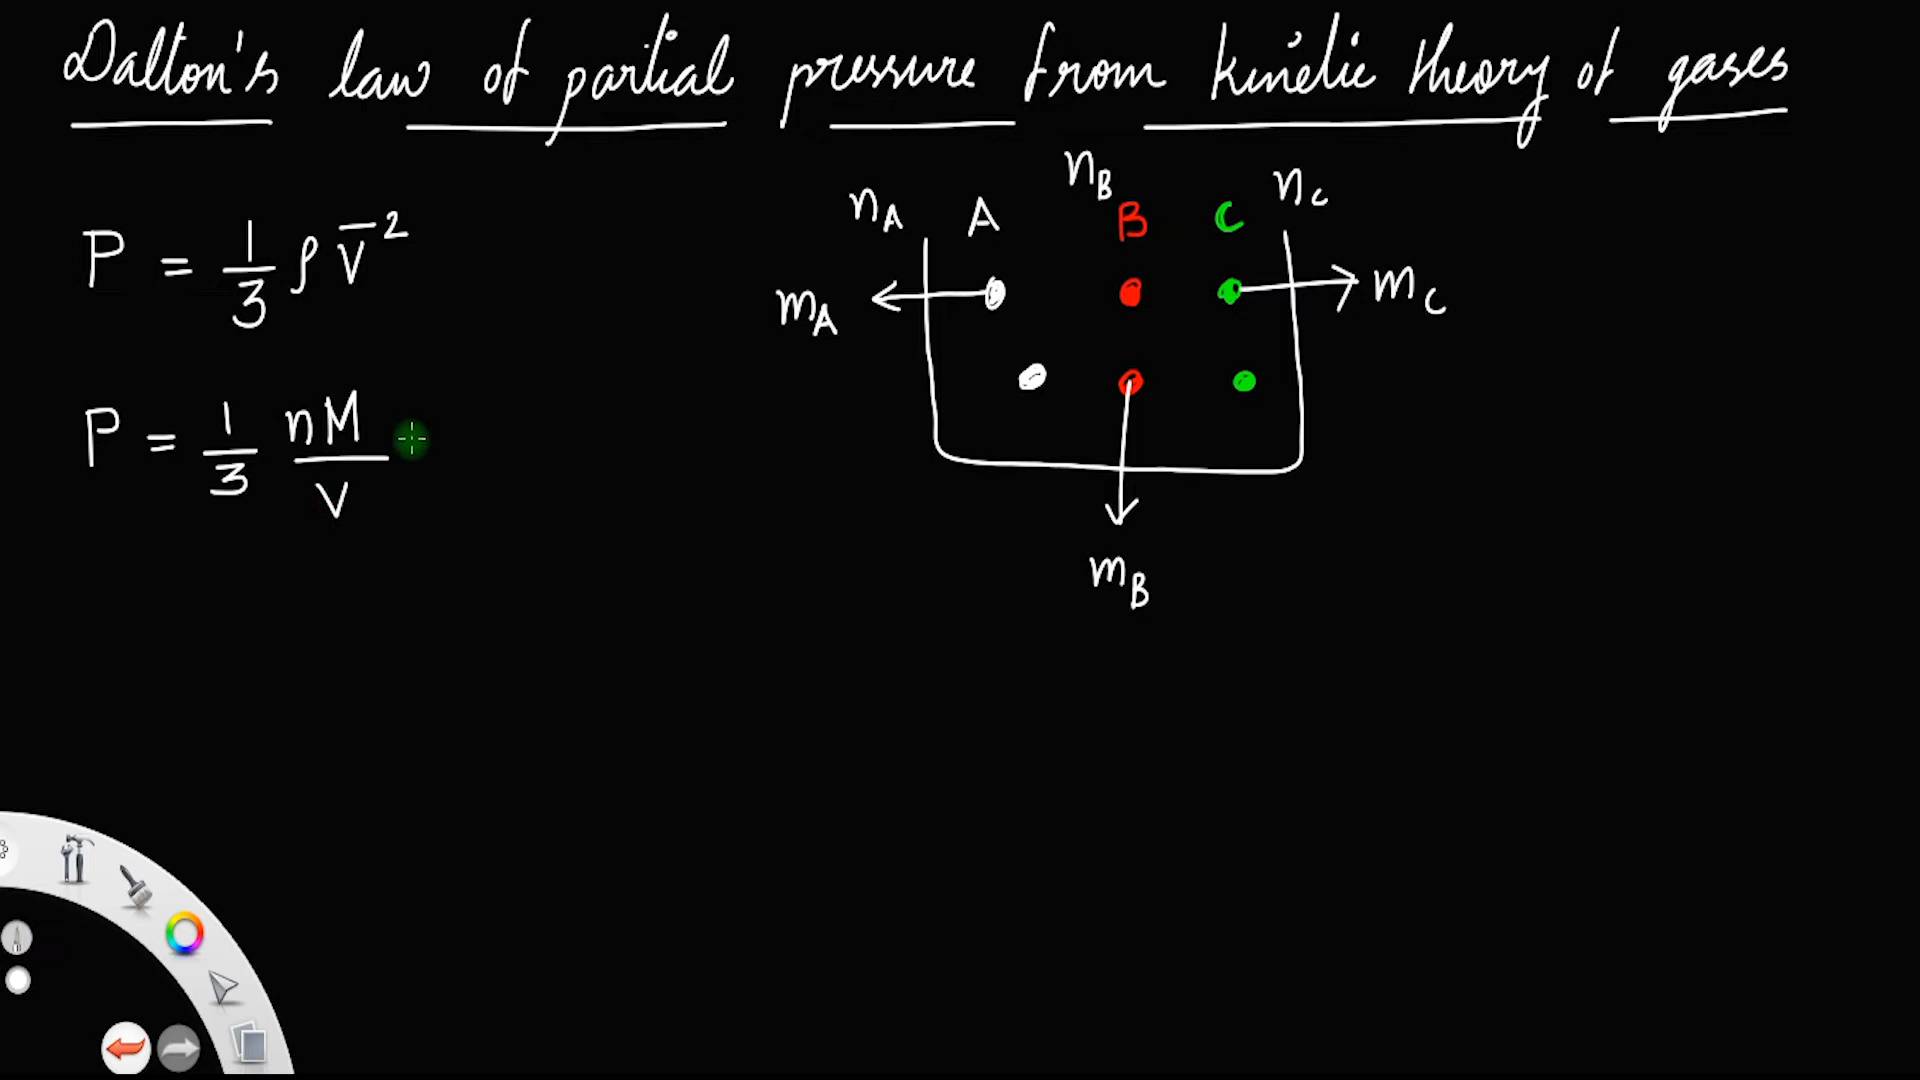 Dalton's law of partial pressure from kinetic theory of gases
n_B
n_A A B C n_C
P = 1/3 ρ v̅²
m_A m_C
P = 1/3 nM/V
m_B